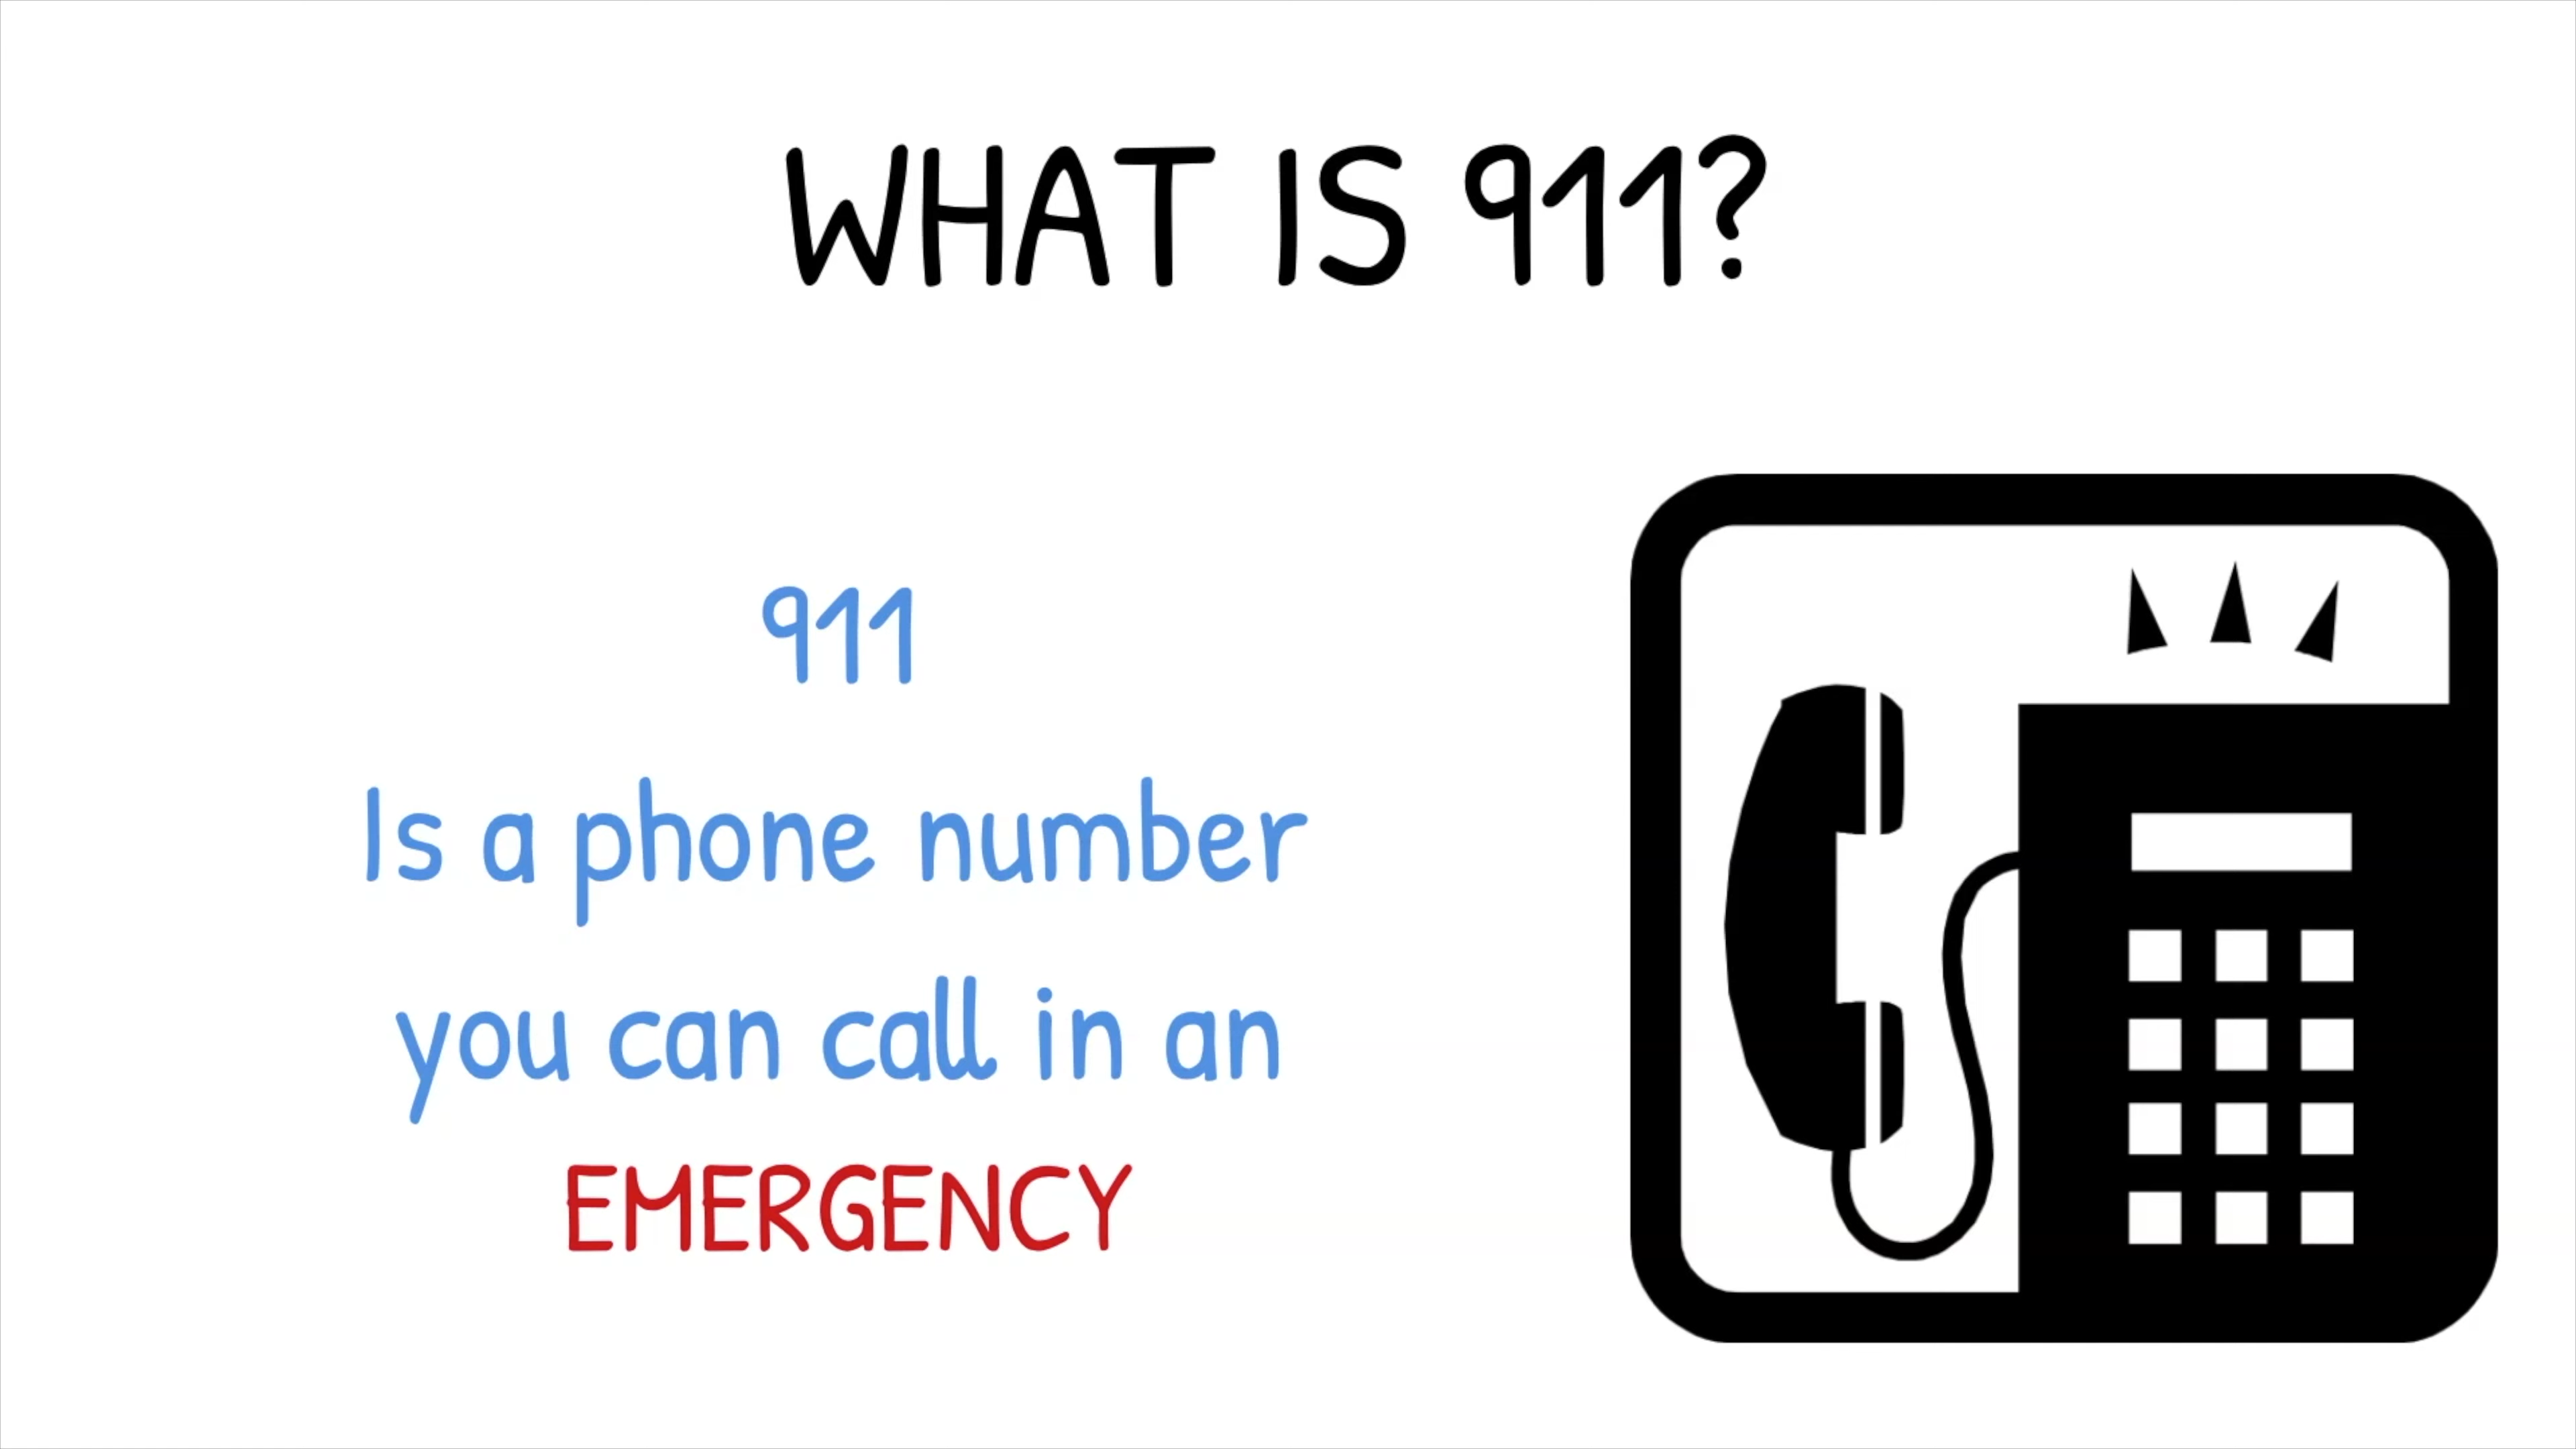 WHAT IS 911?
911
Is a phone number
you can call in an
EMERGENCY